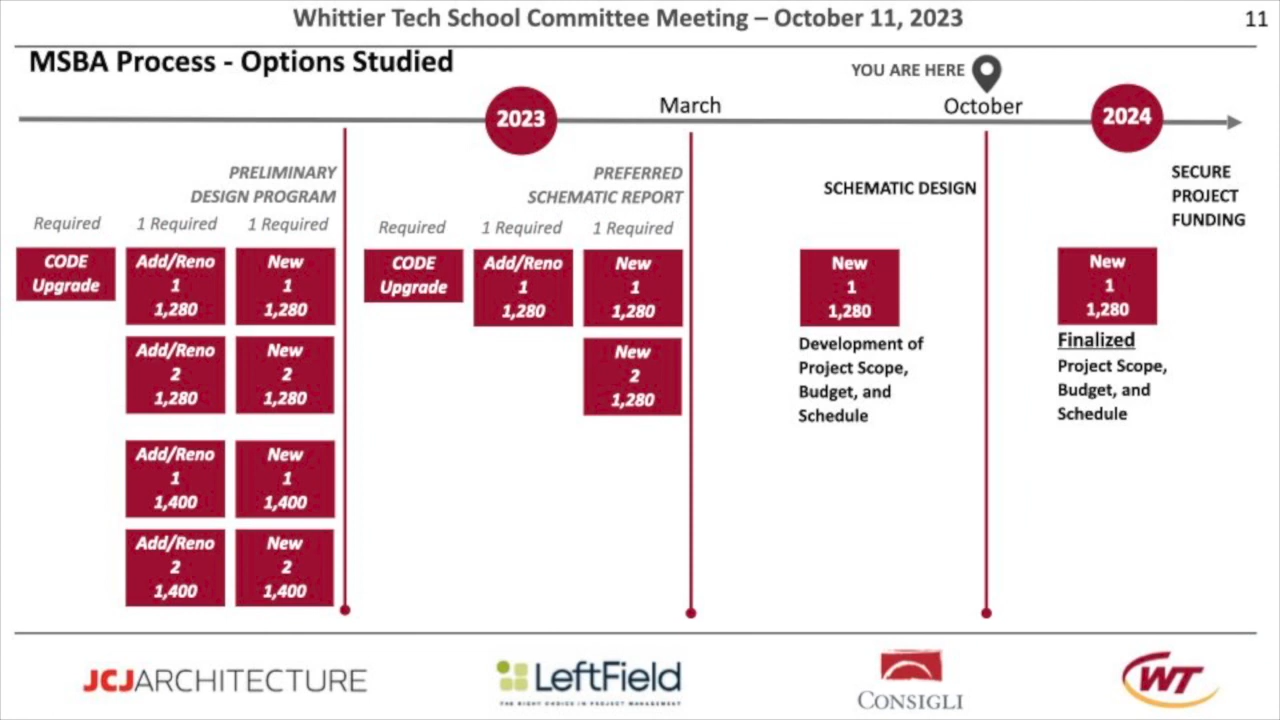 Whittier Tech School Committee Meeting – October 11, 2023
11
MSBA Process - Options Studied
YOU ARE HERE
2023
March
October
2024
PRELIMINARY
DESIGN PROGRAM
Required
1 Required
1 Required
CODE
Upgrade
Add/Reno
1
1,280
New
1
1,280
Add/Reno
2
1,280
New
2
1,280
Add/Reno
1
1,400
New
1
1,400
Add/Reno
2
1,400
New
2
1,400
PREFERRED
SCHEMATIC REPORT
Required
1 Required
1 Required
CODE
Upgrade
Add/Reno
1
1,280
New
1
1,280
New
2
1,280
SCHEMATIC DESIGN
New
1
1,280
Development of
Project Scope,
Budget, and
Schedule
SECURE
PROJECT
FUNDING
New
1
1,280
Finalized
Project Scope,
Budget, and
Schedule
JCJARCHITECTURE
LeftField
THE RIGHT CHOICE IN PROJECT MANAGEMENT
CONSIGLI
WT